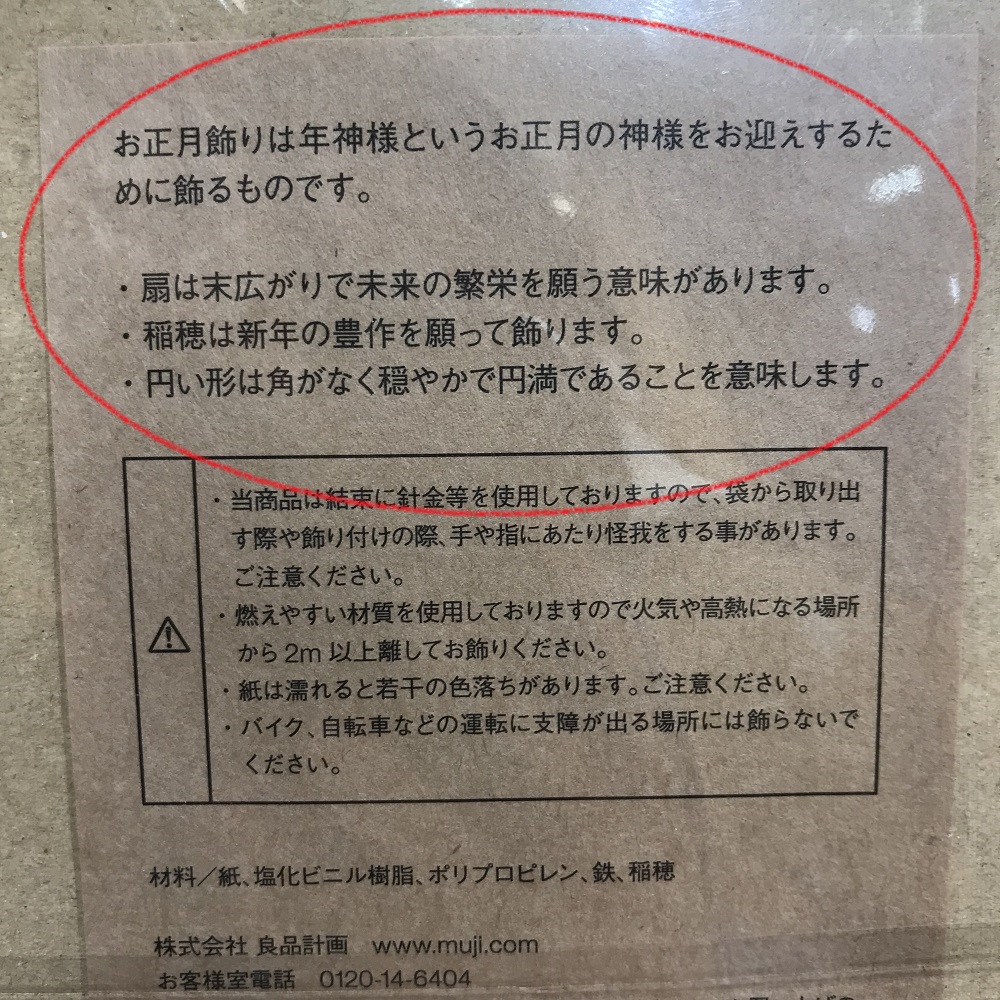 お正月飾りは年神様というお正月の神様をお迎えするた
めに飾るものです。
・扇は末広がりで未来の繁栄を願う意味があります。
・稲穂は新年の豊作を願って飾ります。
・円い形は角がなく穏やかで円満であることを意味します。
・当商品は結束に針金等を使用しておりますので、袋から取り出
す際や飾り付けの際、手や指にあたり怪我をする事があります。
ご注意ください。
・燃えやすい材質を使用しておりますので火気や高熱になる場所
から2m 以上離してお飾りください。
・紙は濡れると若干の色落ちがあります。ご注意ください。
・バイク、自転車などの運転に支障が出る場所には飾らないで
ください。
材料／紙、塩化ビニル樹脂、ポリプロピレン、鉄、稲穂
株式会社 良品計画 www.muji.com
お客様室電話 0120-14-6404